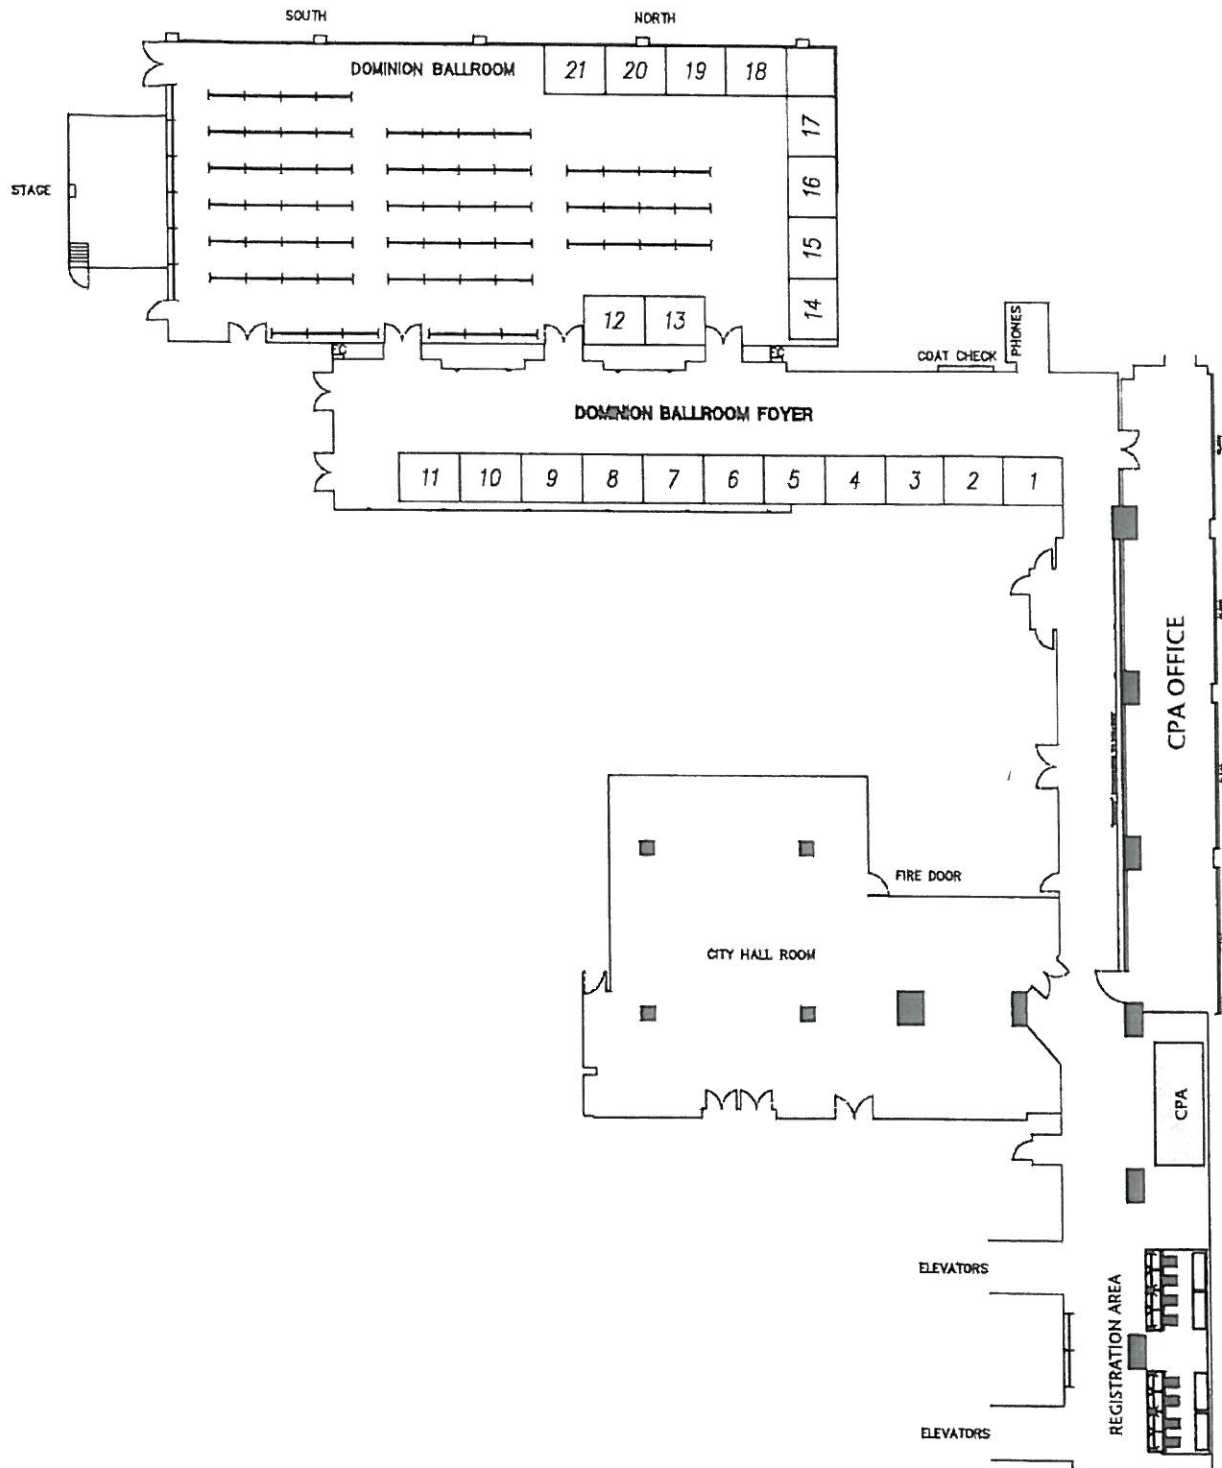 SOUTH
NORTH
DOMINION BALLROOM
21
20
19
18
17
16
15
14
STAGE
12
13
EC
EC
COAT CHECK
PHONES
DOMINION BALLROOM FOYER
11
10
9
8
7
6
5
4
3
2
1
CPA OFFICE
FIRE DOOR
CITY HALL ROOM
CPA
ELEVATORS
REGISTRATION AREA
ELEVATORS